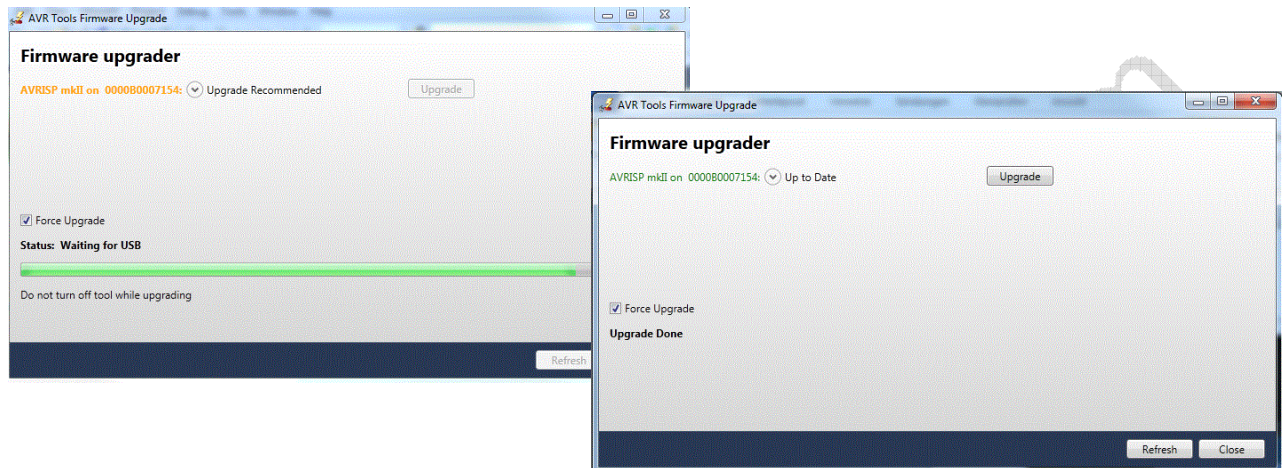 AVR Tools Firmware Upgrade
Firmware upgrader
AVRISP mkII on 0000B0007154: Upgrade Recommended Upgrade
Force Upgrade
Status: Waiting for USB
Do not turn off tool while upgrading
Refresh
AVR Tools Firmware Upgrade
Firmware upgrader
AVRISP mkII on 0000B0007154: Up to Date Upgrade
Force Upgrade
Upgrade Done
Refresh Close